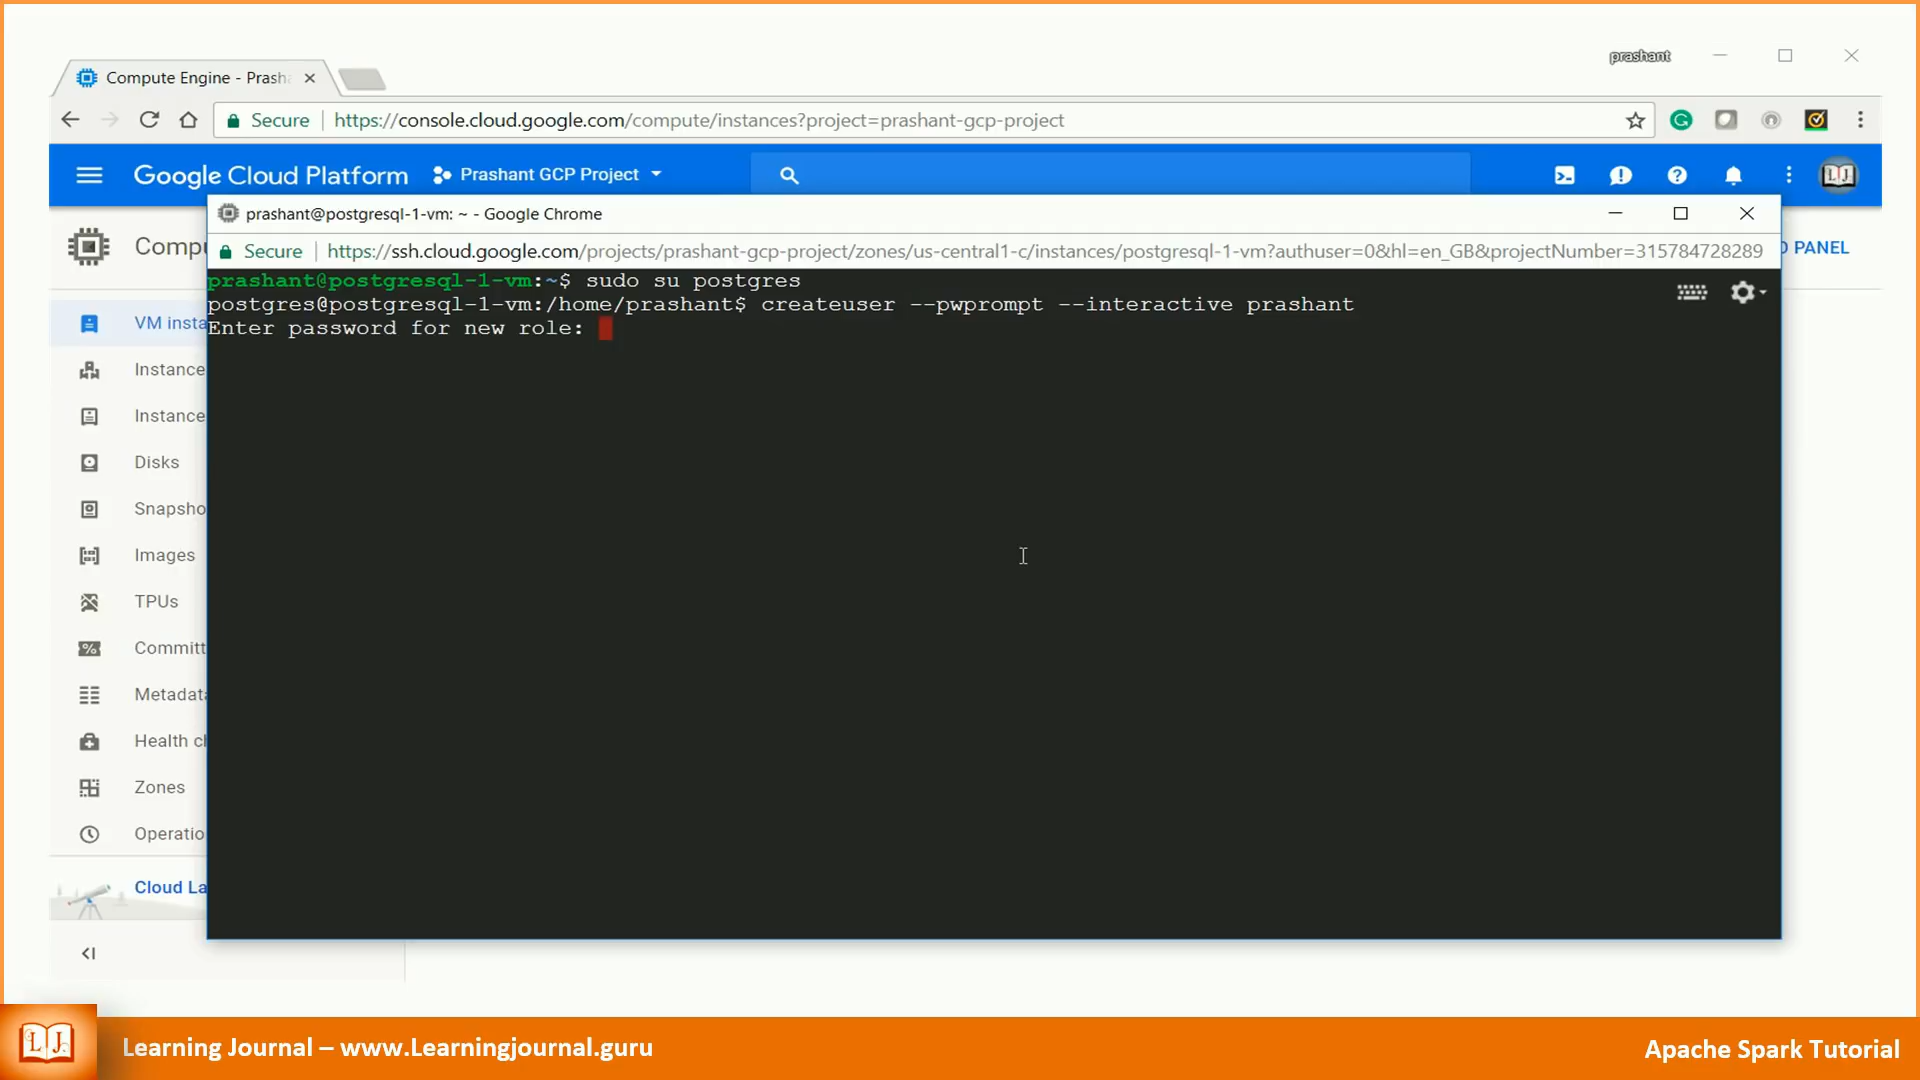 prashant
Compute Engine - Prash
Secure | https://console.cloud.google.com/compute/instances?project=prashant-gcp-project
Google Cloud Platform
Prashant GCP Project
LJ
prashant@postgresql-1-vm: ~ - Google Chrome
Secure | https://ssh.cloud.google.com/projects/prashant-gcp-project/zones/us-central1-c/instances/postgresql-1-vm?authuser=0&hl=en_GB&projectNumber=315784728289
Compu
O PANEL
prashant@postgresql-1-vm:~$ sudo su postgres
postgres@postgresql-1-vm:/home/prashant$ createuser --pwprompt --interactive prashant
Enter password for new role:
VM insta
Instance
Instance
Disks
Snapsho
Images
TPUs
Committ
Metadata
Health ch
Zones
Operatio
Cloud La
LJ
Learning Journal – www.Learningjournal.guru
Apache Spark Tutorial